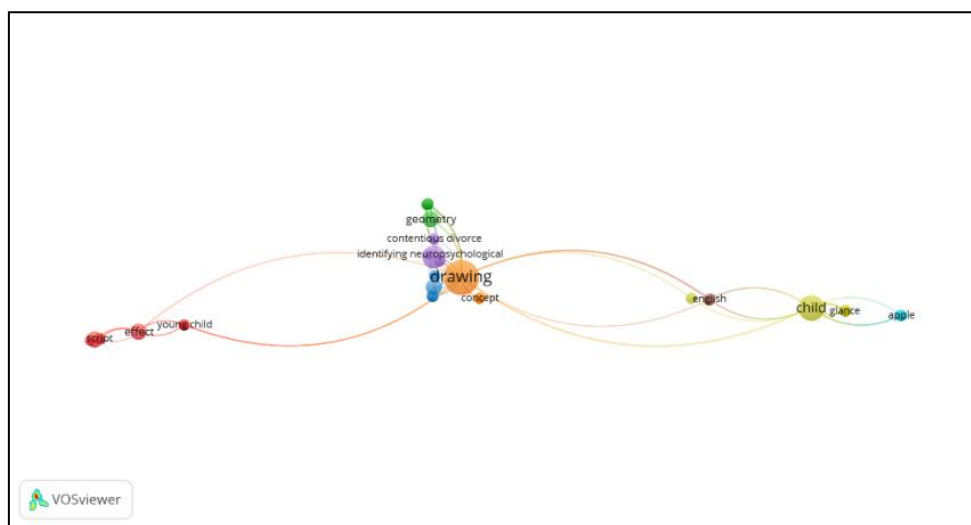 geometry
contentious divorce
identifying neuropsychological
drawing
concept
script
effect
young child
english
child
glance
apple
VOSviewer